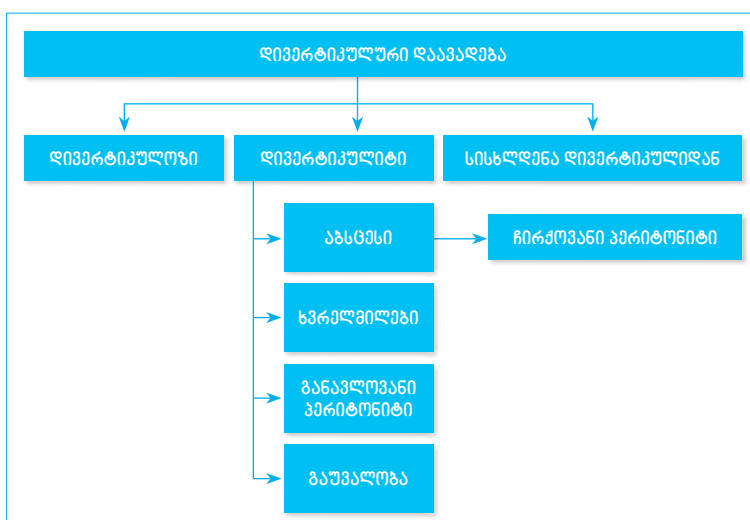 დივერტიკულური დაავადება
დივერტიკულოზი
დივერტიკულიტი
სისხლდენა დივერტიკულიდან
აბსცესი
ჩირქოვანი პერიტონიტი
ხვრელმილები
განავლოვანი
პერიტონიტი
გაუვალობა